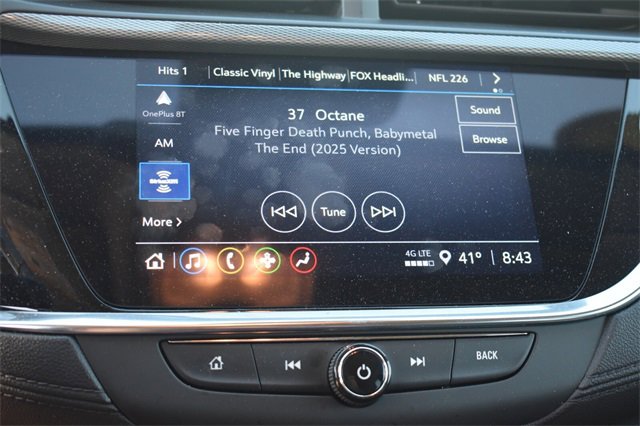 Hits 1 Classic Vinyl The Highway FOX Headli... NFL 226
OnePlus 8T
37 Octane
Sound
Five Finger Death Punch, Babymetal
Browse
AM
The End (2025 Version)
SiriusXM
More
Tune
4G LTE
41° 8:43
BACK